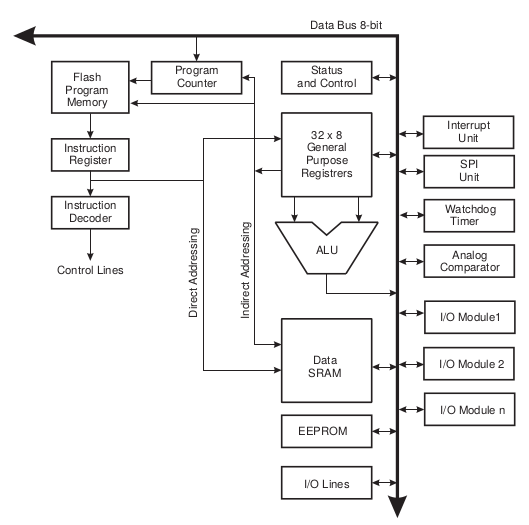 Data Bus 8-bit
Flash
Program
Memory
Program
Counter
Status
and Control
Instruction
Register
32 x 8
General
Purpose
Registrers
Interrupt
Unit
SPI
Unit
Instruction
Decoder
Watchdog
Timer
ALU
Control Lines
Direct Addressing
Indirect Addressing
Analog
Comparator
I/O Module1
Data
SRAM
I/O Module 2
I/O Module n
EEPROM
I/O Lines